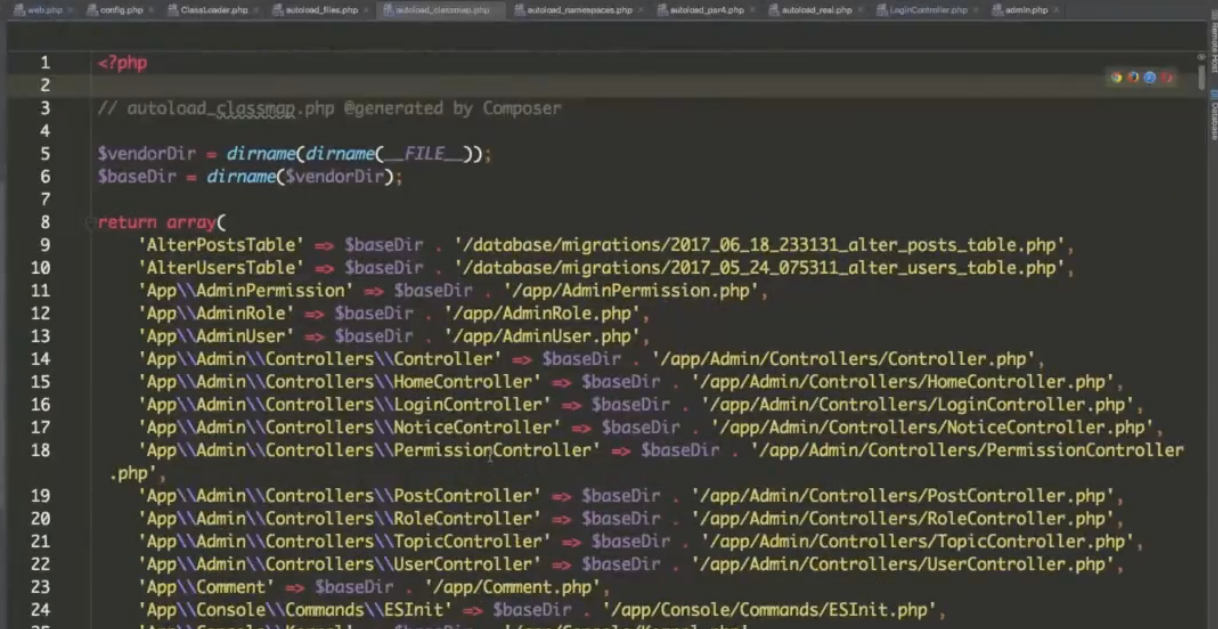 web.php config.php ClassLoader.php autoload_files.php autoload_classmap.php autoload_namespaces.php autoload_psr4.php autoload_real.php LoginController.php admin.php
Remote Host
Database
1 <?php
2
3 // autoload_classmap.php @generated by Composer
4
5 $vendorDir = dirname(dirname(__FILE__));
6 $baseDir = dirname($vendorDir);
7
8 return array(
9 'AlterPostsTable' => $baseDir . '/database/migrations/2017_06_18_233131_alter_posts_table.php',
10 'AlterUsersTable' => $baseDir . '/database/migrations/2017_05_24_075311_alter_users_table.php',
11 'App\\AdminPermission' => $baseDir . '/app/AdminPermission.php',
12 'App\\AdminRole' => $baseDir . '/app/AdminRole.php',
13 'App\\AdminUser' => $baseDir . '/app/AdminUser.php',
14 'App\\Admin\\Controllers\\Controller' => $baseDir . '/app/Admin/Controllers/Controller.php',
15 'App\\Admin\\Controllers\\HomeController' => $baseDir . '/app/Admin/Controllers/HomeController.php',
16 'App\\Admin\\Controllers\\LoginController' => $baseDir . '/app/Admin/Controllers/LoginController.php',
17 'App\\Admin\\Controllers\\NoticeController' => $baseDir . '/app/Admin/Controllers/NoticeController.php',
18 'App\\Admin\\Controllers\\PermissionController' => $baseDir . '/app/Admin/Controllers/PermissionController
.php',
19 'App\\Admin\\Controllers\\PostController' => $baseDir . '/app/Admin/Controllers/PostController.php',
20 'App\\Admin\\Controllers\\RoleController' => $baseDir . '/app/Admin/Controllers/RoleController.php',
21 'App\\Admin\\Controllers\\TopicController' => $baseDir . '/app/Admin/Controllers/TopicController.php',
22 'App\\Admin\\Controllers\\UserController' => $baseDir . '/app/Admin/Controllers/UserController.php',
23 'App\\Comment' => $baseDir . '/app/Comment.php',
24 'App\\Console\\Commands\\ESInit' => $baseDir . '/app/Console/Commands/ESInit.php',